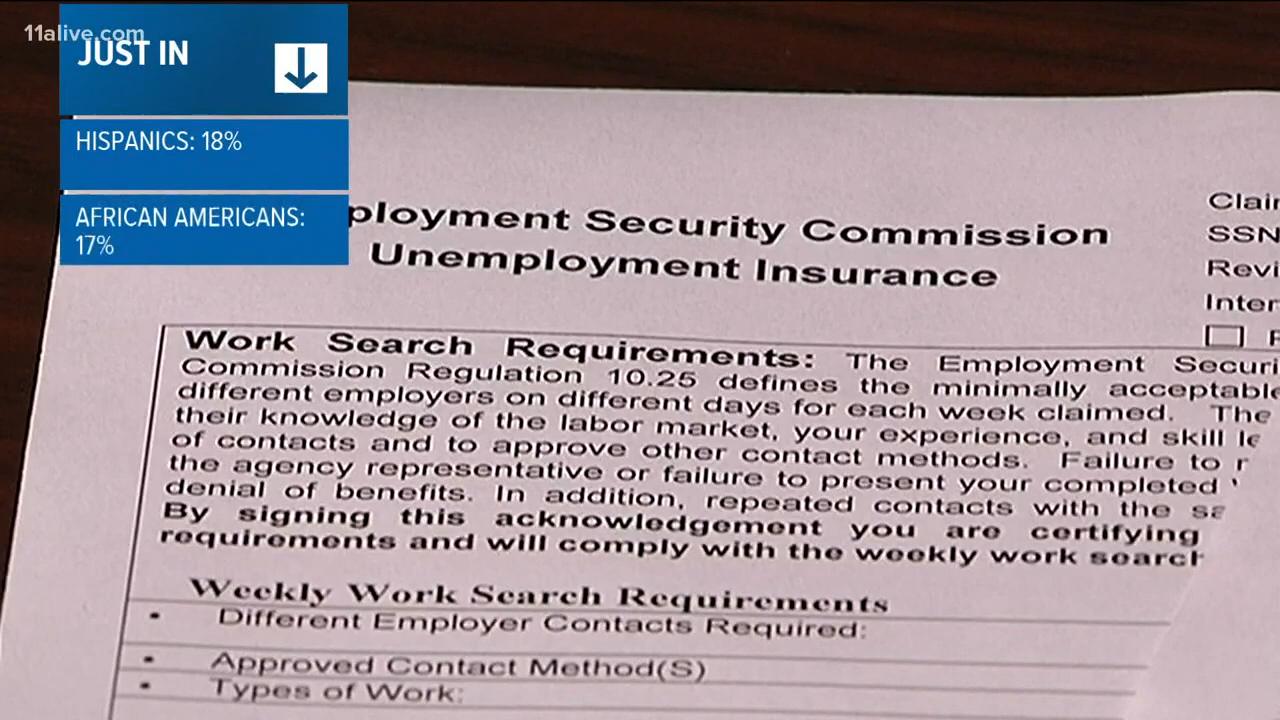 11alive.com
JUST IN
HISPANICS: 18%
AFRICAN AMERICANS:
17%
ployment Security Commission
Unemployment Insurance
Clai
SSN
Revi
Inter
Work Search Requirements: The Employment Securi
Commission Regulation 10.25 defines the minimally acceptable
different employers on different days for each week claimed. The
their knowledge of the labor market, your experience, and skill le
of contacts and to approve other contact methods. Failure to r
the agency representative or failure to present your completed
denial of benefits. In addition, repeated contacts with the sa
By signing this acknowledgement you are certifying
requirements and will comply with the weekly work search
Weekly Work Search Requirements
• Different Employer Contacts Required:
• Approved Contact Method(S)
• Types of Work: